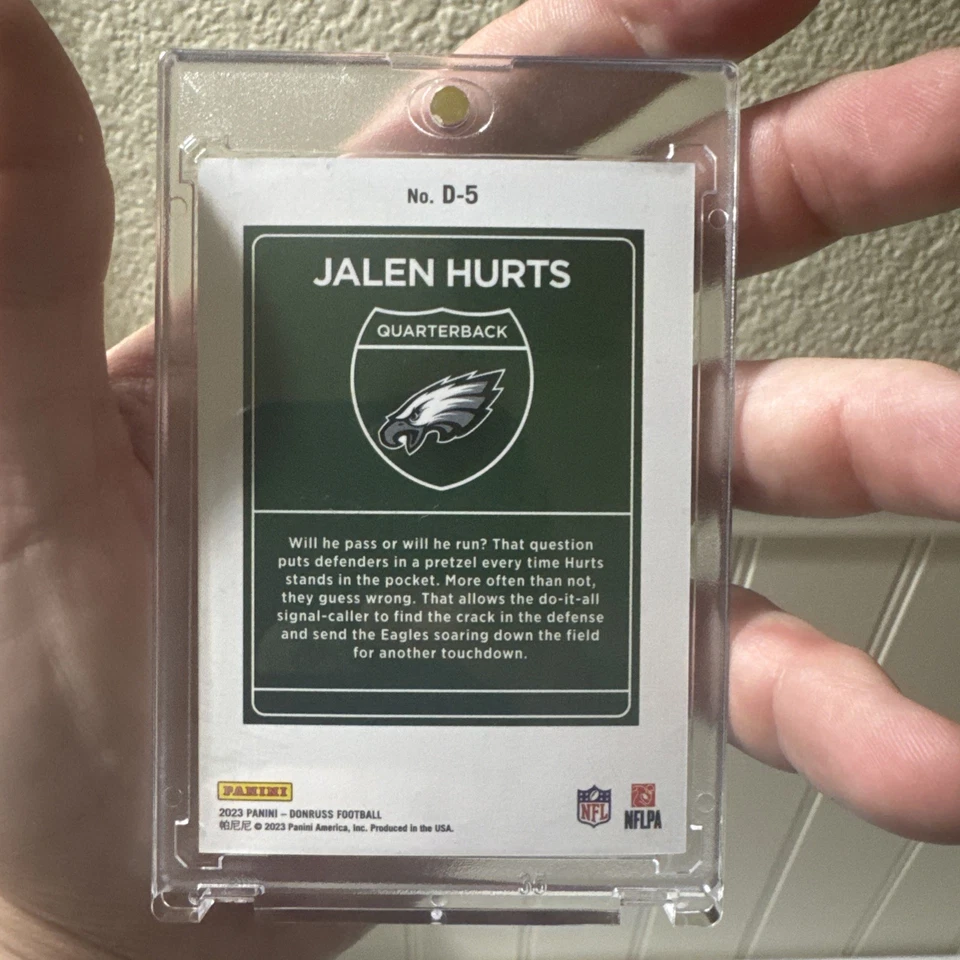 No. D-5
JALEN HURTS
QUARTERBACK
Will he pass or will he run? That question
puts defenders in a pretzel every time Hurts
stands in the pocket. More often than not,
they guess wrong. That allows the do-it-all
signal-caller to find the crack in the defense
and send the Eagles soaring down the field
for another touchdown.
PANINI
2023 PANINI – DONRUSS FOOTBALL
帕尼尼 © 2023 Panini America, Inc. Produced in the USA.
NFL
NFLPA